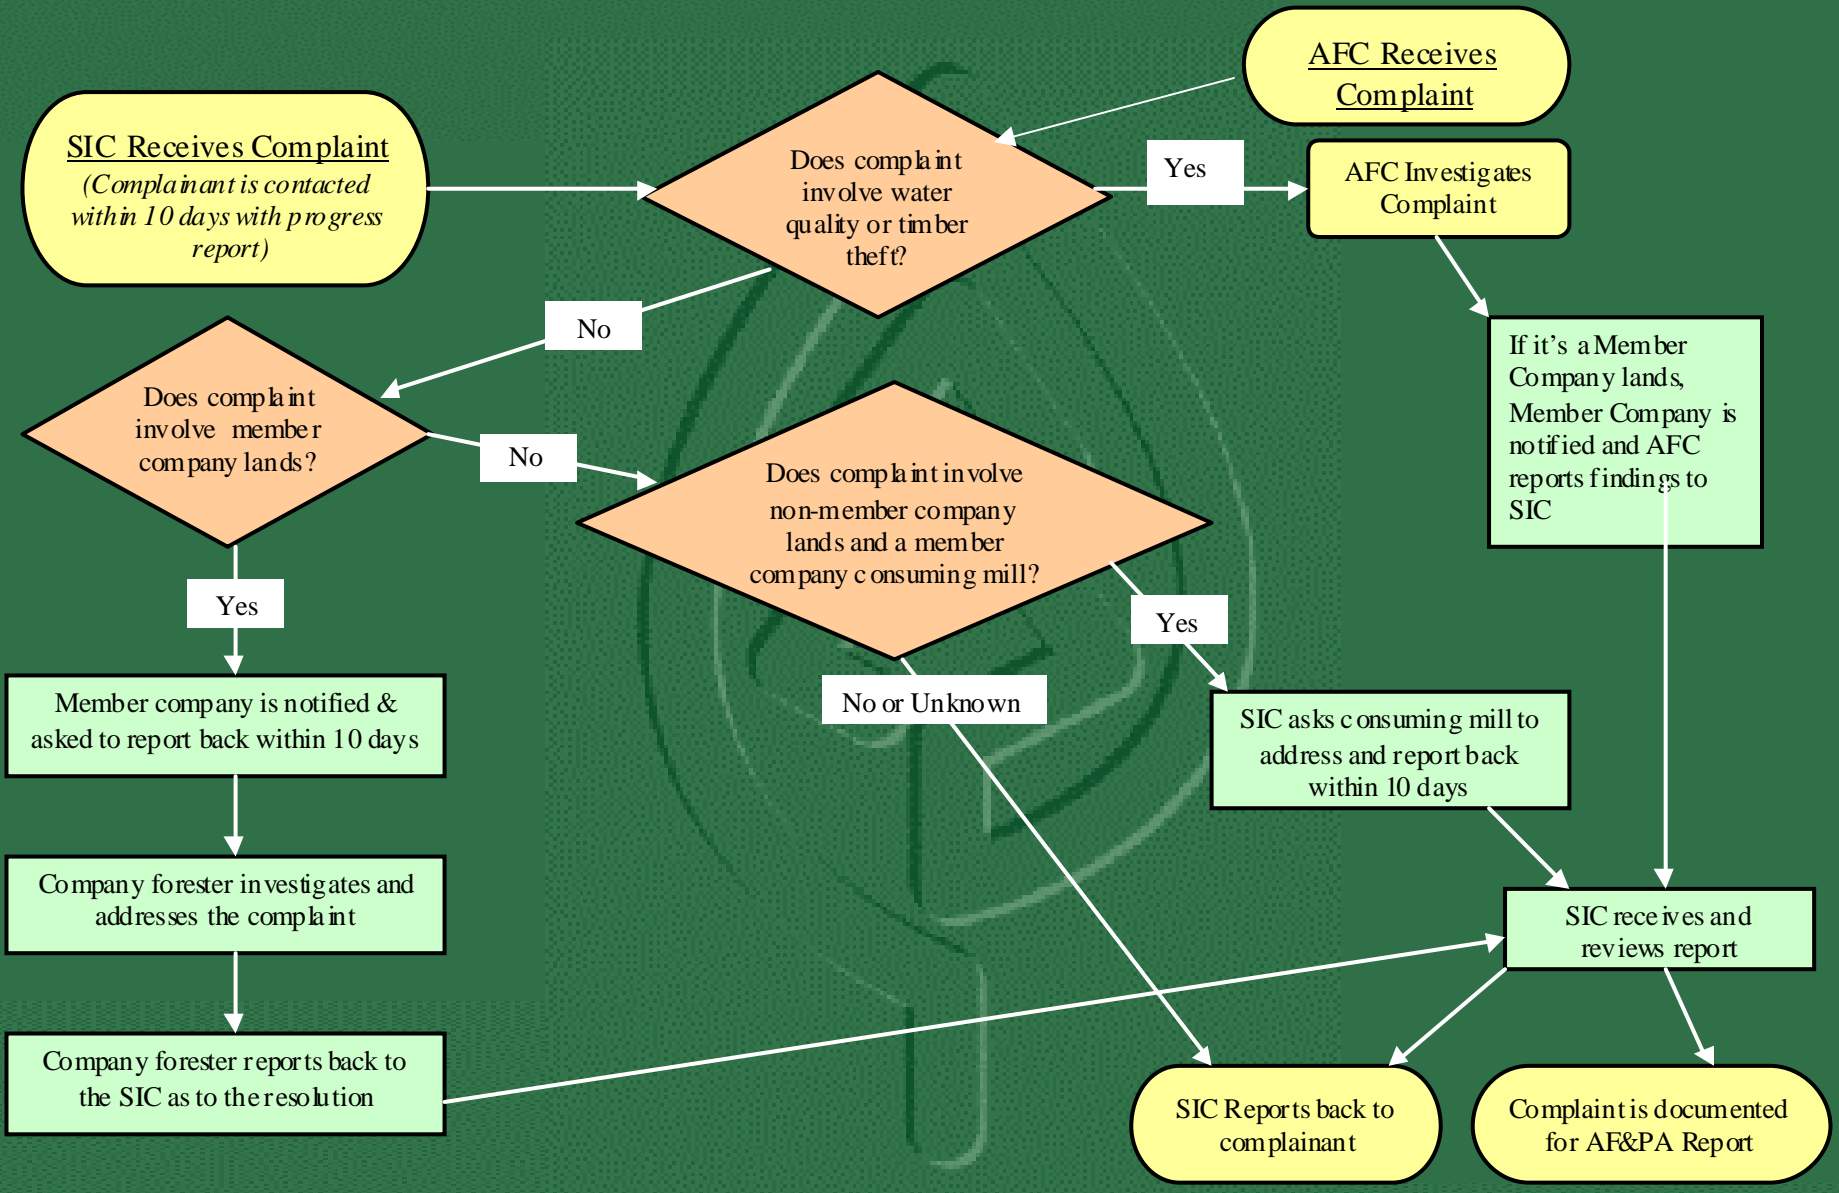 AFC Receives
Complaint
SIC Receives Complaint
(Complainant is contacted
within 10 days with progress
report)
Does complaint
involve water
quality or timber
theft?
Yes
AFC Investigates
Complaint
No
If it's a Member
Company lands,
Member Company is
notified and AFC
reports findings to
SIC
Does complaint
involve member
company lands?
No
Does complaint involve
non-member company
lands and a member
company consuming mill?
Yes
Yes
No or Unknown
Member company is notified &
asked to report back within 10 days
SIC asks consuming mill to
address and report back
within 10 days
Company forester investigates and
addresses the complaint
SIC receives and
reviews report
Company forester reports back to
the SIC as to the resolution
SIC Reports back to
complainant
Complaint is documented
for AF&PA Report